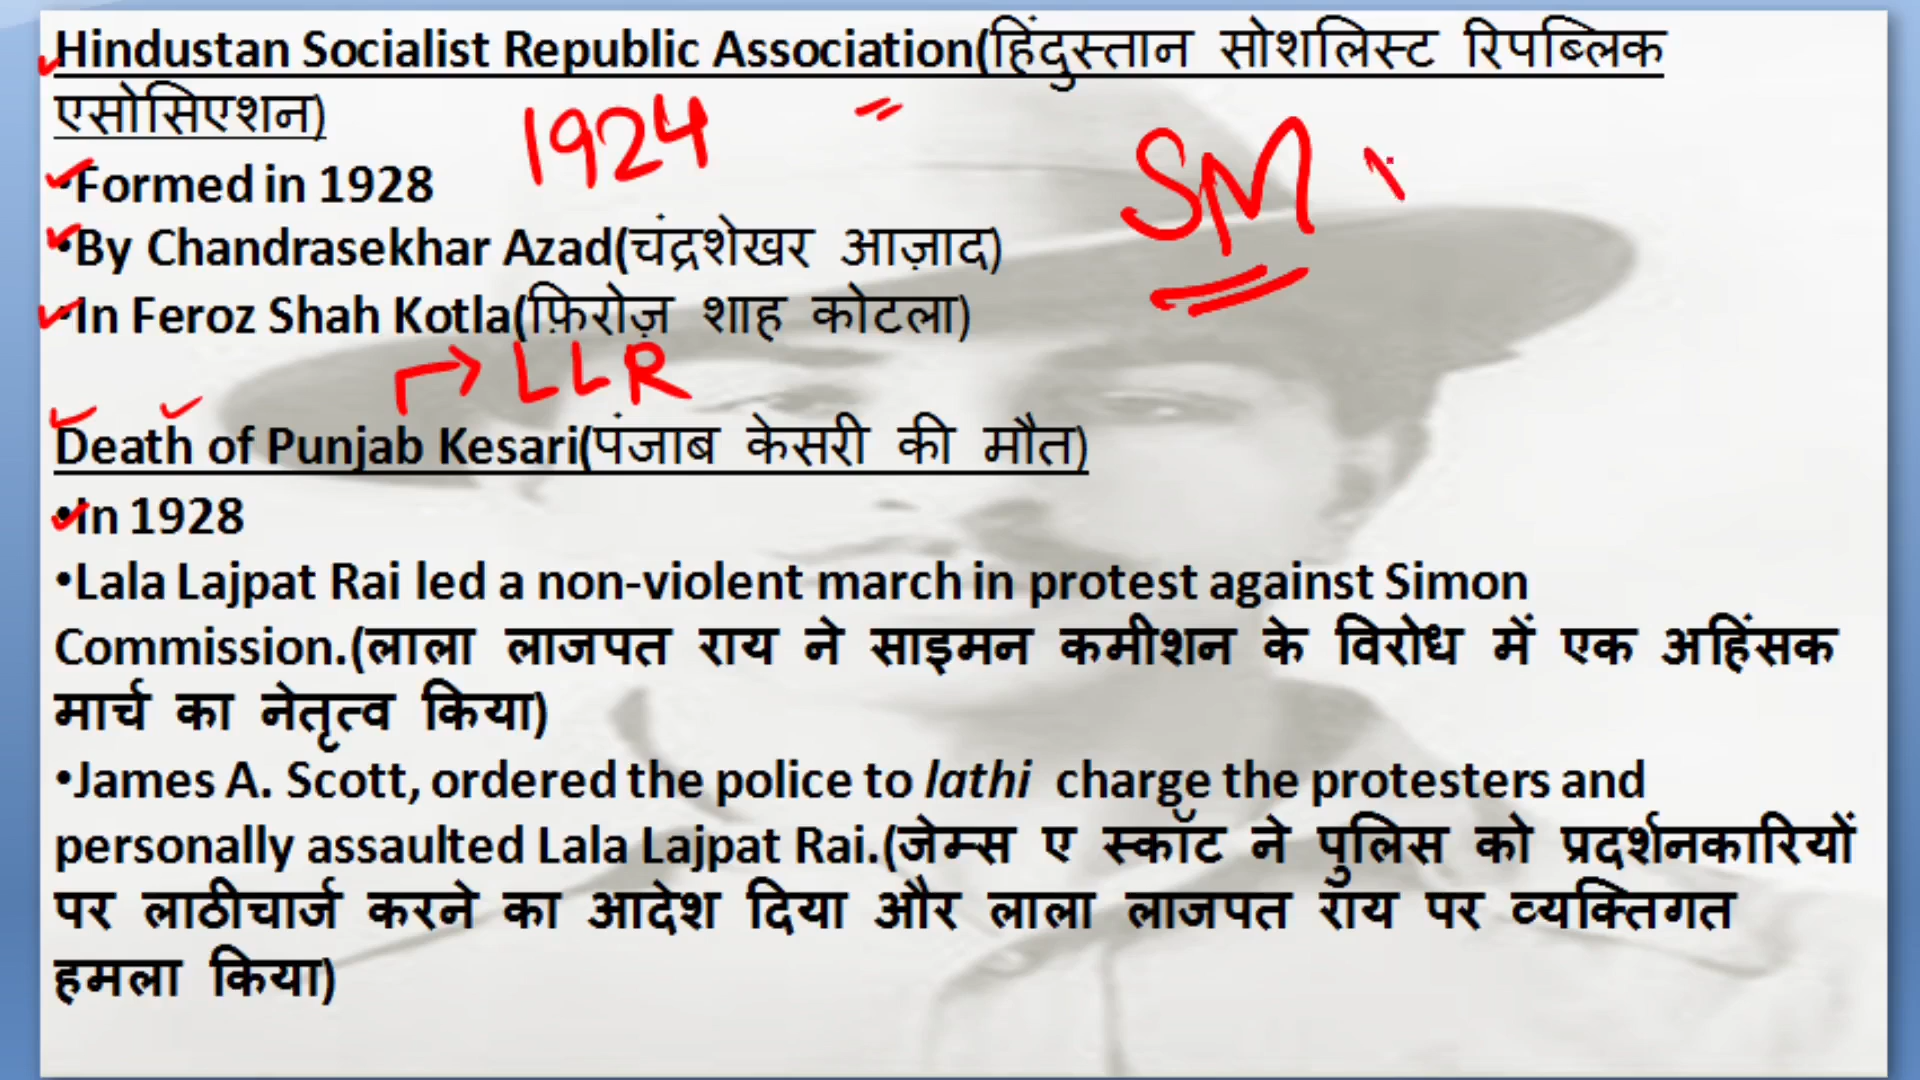 Hindustan Socialist Republic Association(हिंदुस्तान सोशलिस्ट रिपब्लिक
एसोसिएशन)
1924
SM
•Formed in 1928
•By Chandrasekhar Azad(चंद्रशेखर आज़ाद)
•In Feroz Shah Kotla(फ़िरोज़ शाह कोटला)
LLR
Death of Punjab Kesari(पंजाब केसरी की मौत)
•In 1928
•Lala Lajpat Rai led a non-violent march in protest against Simon
Commission.(लाला लाजपत राय ने साइमन कमीशन के विरोध में एक अहिंसक
मार्च का नेतृत्व किया)
•James A. Scott, ordered the police to lathi charge the protesters and
personally assaulted Lala Lajpat Rai.(जेम्स ए स्कॉट ने पुलिस को प्रदर्शनकारियों
पर लाठीचार्ज करने का आदेश दिया और लाला लाजपत राय पर व्यक्तिगत
हमला किया)